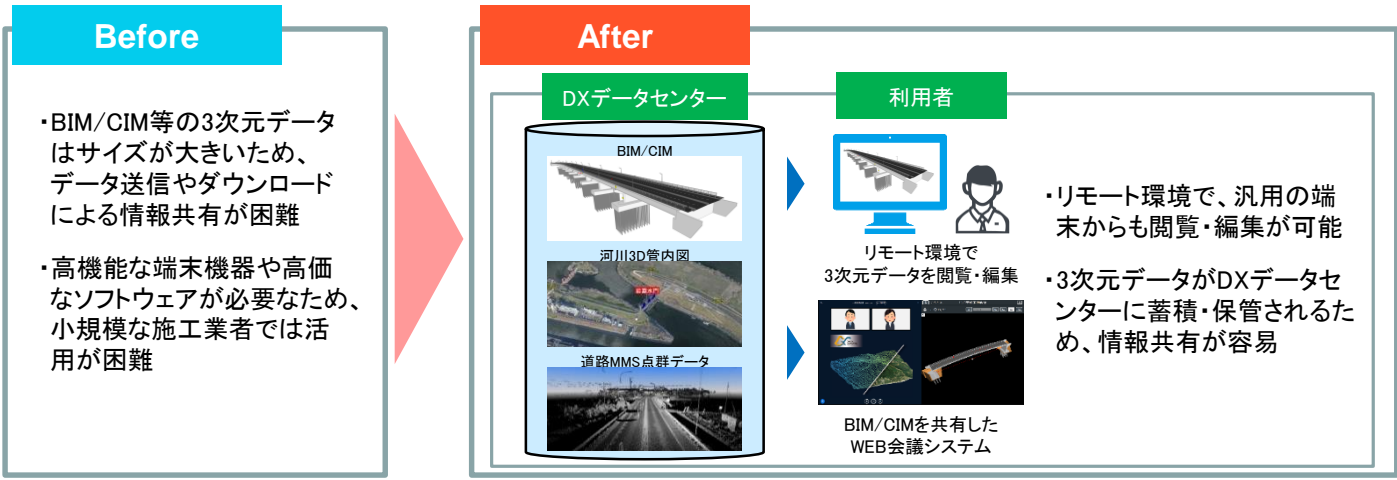 Before
・BIM/CIM等の3次元データ
はサイズが大きいため、
データ送信やダウンロード
による情報共有が困難
・高機能な端末機器や高価
なソフトウェアが必要なため、
小規模な施工業者では活
用が困難
After
DXデータセンター
BIM/CIM
河川3D管内図
道路MMS点群データ
利用者
リモート環境で
3次元データを閲覧・編集
BIM/CIMを共有した
WEB会議システム
・リモート環境で、汎用の端
末からも閲覧・編集が可能
・3次元データがDXデータセ
ンターに蓄積・保管されるた
め、情報共有が容易